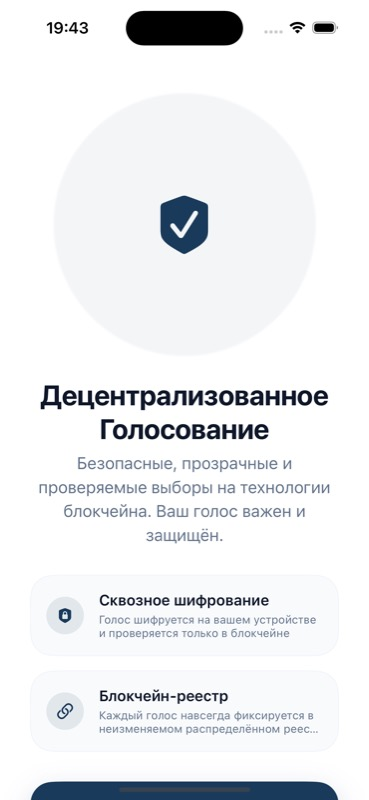 19:43
Децентрализованное
Голосование
Безопасные, прозрачные и
проверяемые выборы на технологии
блокчейна. Ваш голос важен и
защищён.
Сквозное шифрование
Голос шифруется на вашем устройстве
и проверяется только в блокчейне
Блокчейн-реестр
Каждый голос навсегда фиксируется в
неизменяемом распределённом реес...